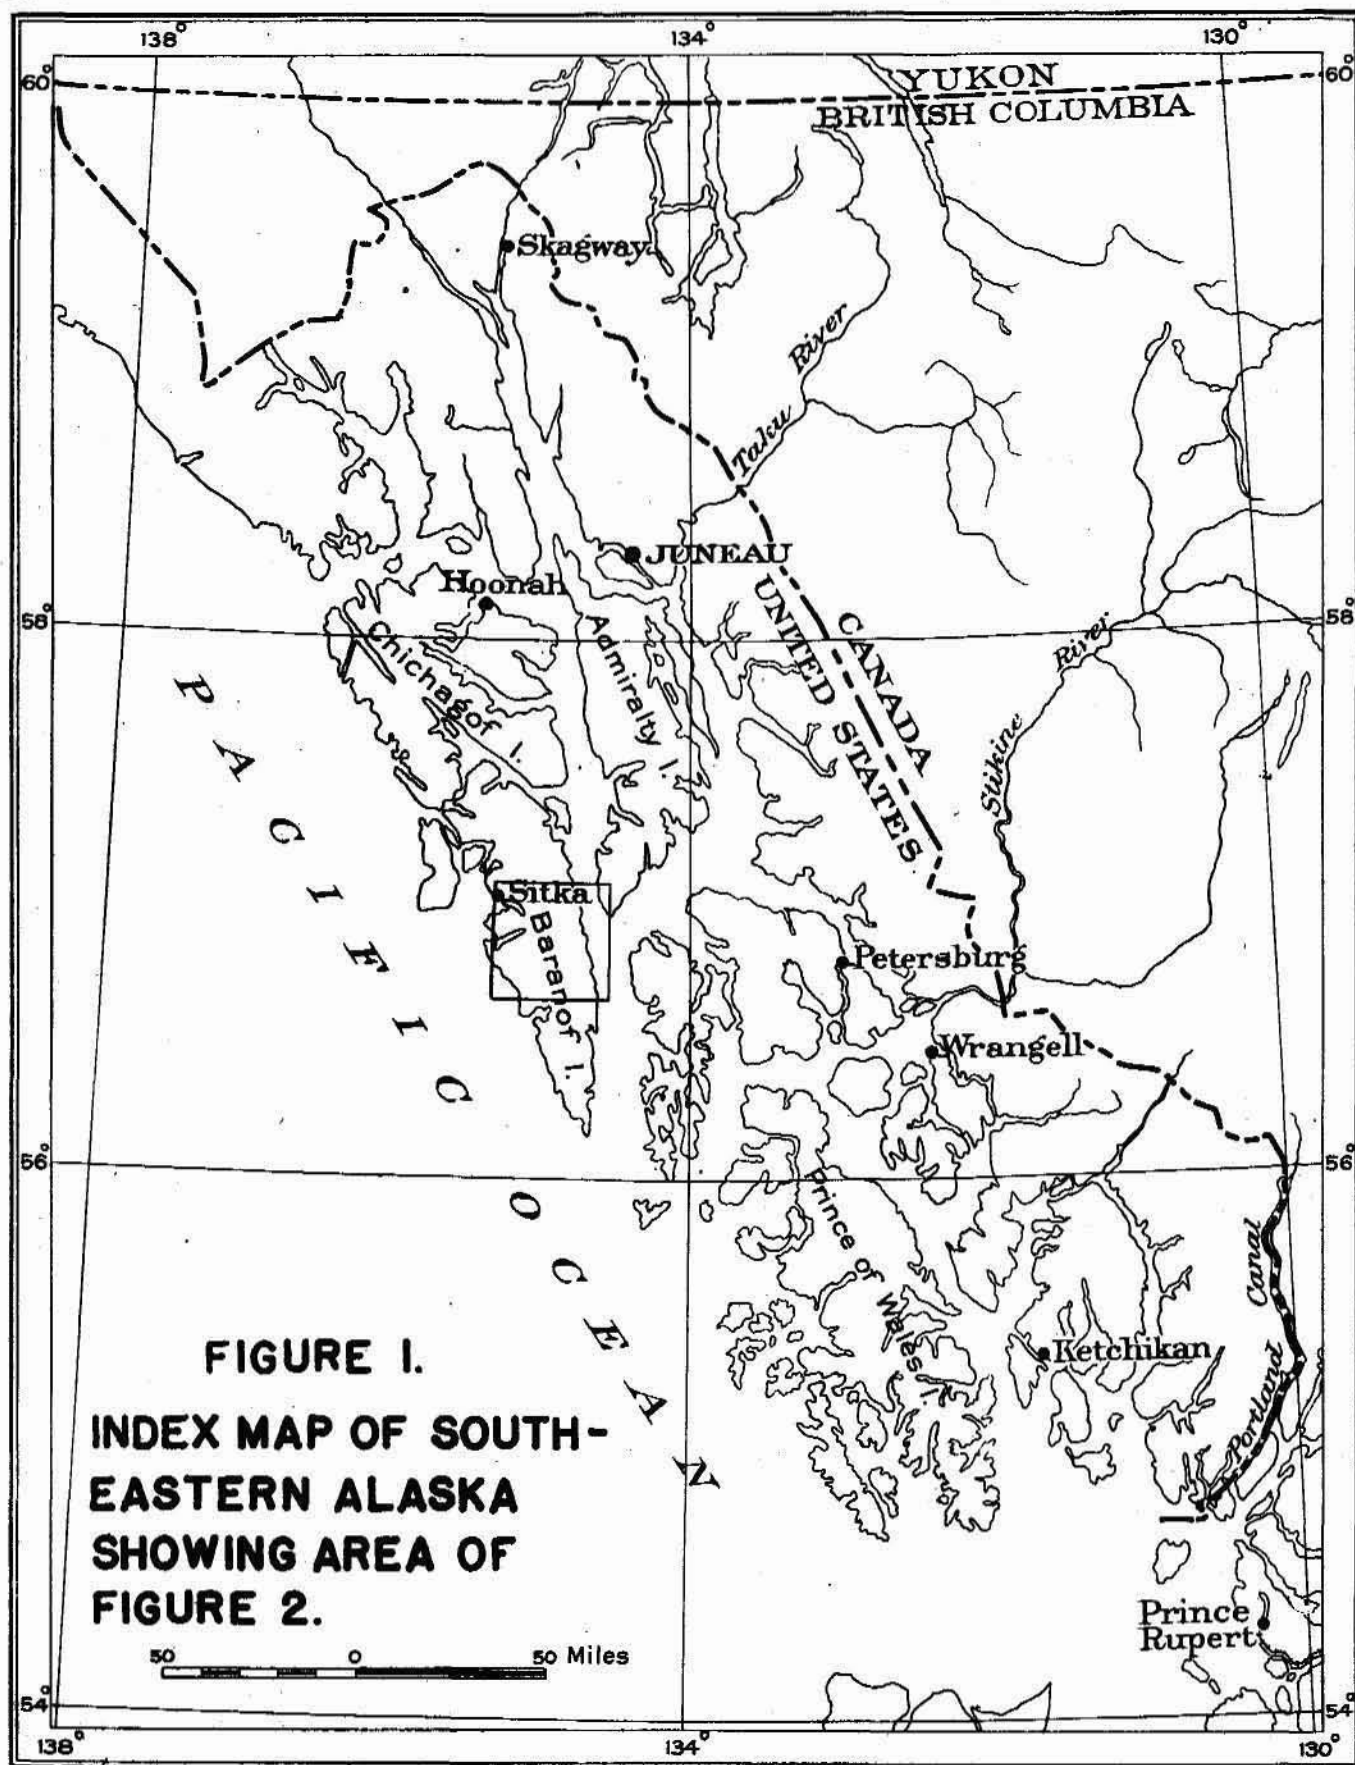 138° 134° 130°
60° 60°
YUKON
BRITISH COLUMBIA
Skagway
Taku River
JUNEAU
Hoonah
58° 58°
CANADA
UNITED STATES
Chichagof I.
Admiralty I.
Stikine River
PACIFIC OCEAN
Sitka
Baranof I.
Petersburg
Wrangell
56° 56°
Prince of Wales I.
Portland Canal
Ketchikan
FIGURE 1.
INDEX MAP OF SOUTH-
EASTERN ALASKA
SHOWING AREA OF
FIGURE 2.
Prince
Rupert
50 0 50 Miles
54° 54°
138° 134° 130°